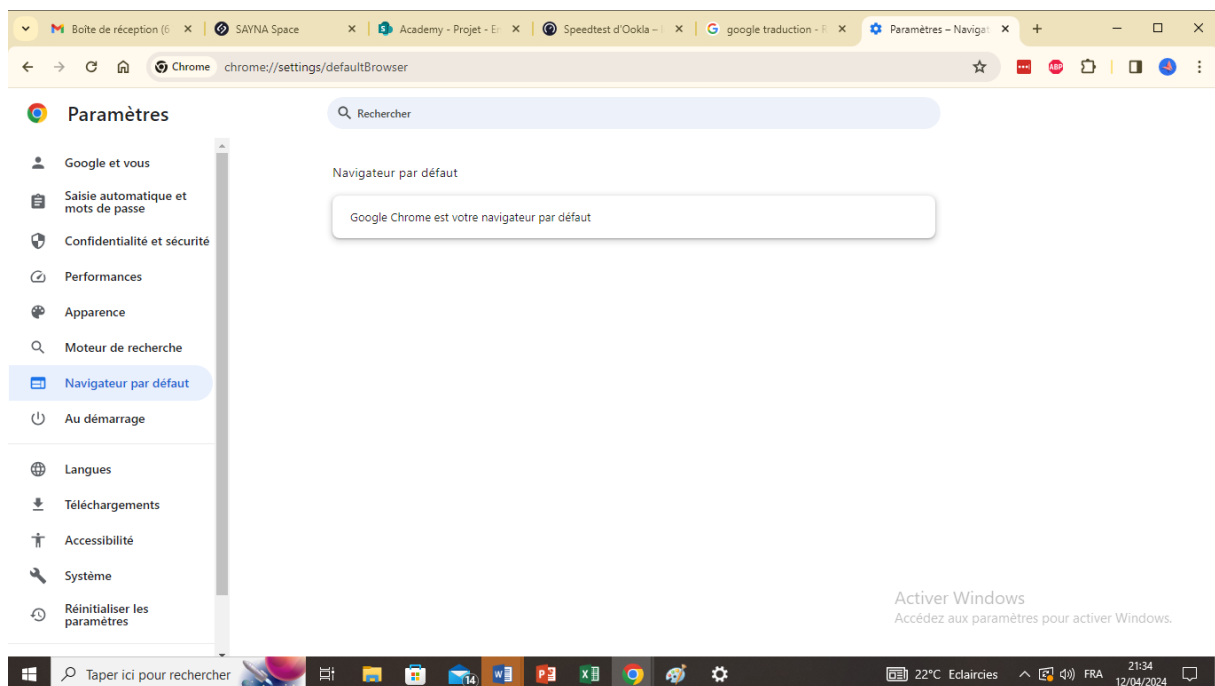 Boîte de réception (6
SAYNA Space
Academy - Projet - En
Speedtest d'Ookla –
google traduction - R
Paramètres – Navigat
Chrome
chrome://settings/defaultBrowser
ABP
Paramètres
Rechercher
Google et vous
Saisie automatique et
mots de passe
Confidentialité et sécurité
Performances
Apparence
Moteur de recherche
Navigateur par défaut
Au démarrage
Langues
Téléchargements
Accessibilité
Système
Réinitialiser les
paramètres
Navigateur par défaut
Google Chrome est votre navigateur par défaut
Activer Windows
Accédez aux paramètres pour activer Windows.
Taper ici pour rechercher
14
22°C Eclaircies
FRA
21:34
12/04/2024